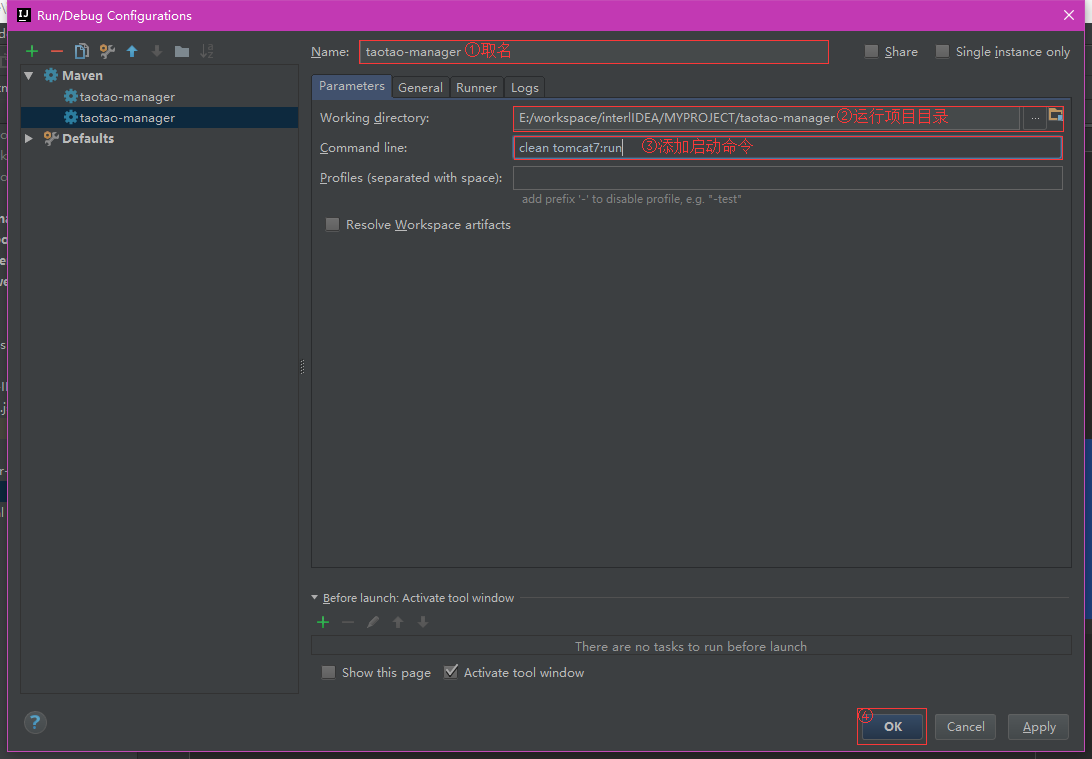 Run/Debug Configurations
Name: taotao-manager ①取名 Share Single instance only
Maven
taotao-manager
taotao-manager
Defaults
Parameters General Runner Logs
Working directory: E:/workspace/interlIDEA/MYPROJECT/taotao-manager ②运行项目目录 ...
Command line: clean tomcat7:run ③添加启动命令
Profiles (separated with space):
add prefix '-' to disable profile, e.g. "-test"
Resolve Workspace artifacts
Before launch: Activate tool window
There are no tasks to run before launch
Show this page Activate tool window
? ④ OK Cancel Apply